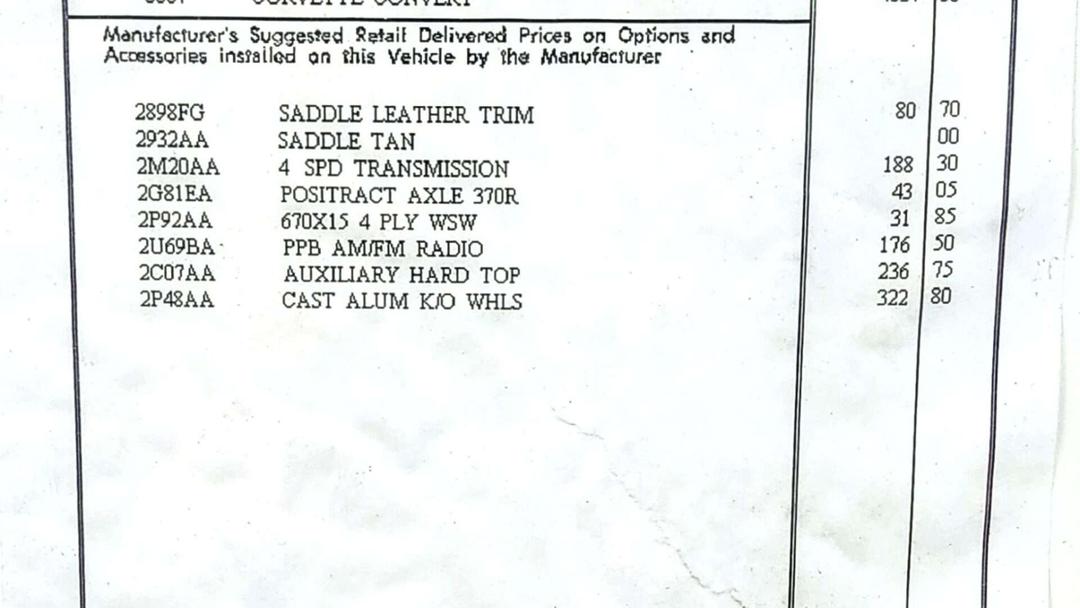 CORVETTE CONVERT
Manufacturer's Suggested Retail Delivered Prices on Options and
Accessories installed on this Vehicle by the Manufacturer
2898FG SADDLE LEATHER TRIM 80 70
2932AA SADDLE TAN 00
2M20AA 4 SPD TRANSMISSION 188 30
2G81EA POSITRACT AXLE 370R 43 05
2P92AA 670X15 4 PLY WSW 31 85
2U69BA PPB AM/FM RADIO 176 50
2C07AA AUXILIARY HARD TOP 236 75
2P48AA CAST ALUM K/O WHLS 322 80